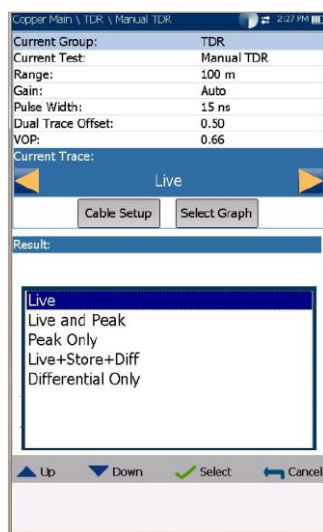 Copper Main \ TDR \ Manual TDR 2:27 PM
Current Group: TDR
Current Test: Manual TDR
Range: 100 m
Gain: Auto
Pulse Width: 15 ns
Dual Trace Offset: 0.50
VOP: 0.66
Current Trace:
Live
Cable Setup Select Graph
Result:
Live
Live and Peak
Peak Only
Live+Store+Diff
Differential Only
Up Down Select Cancel